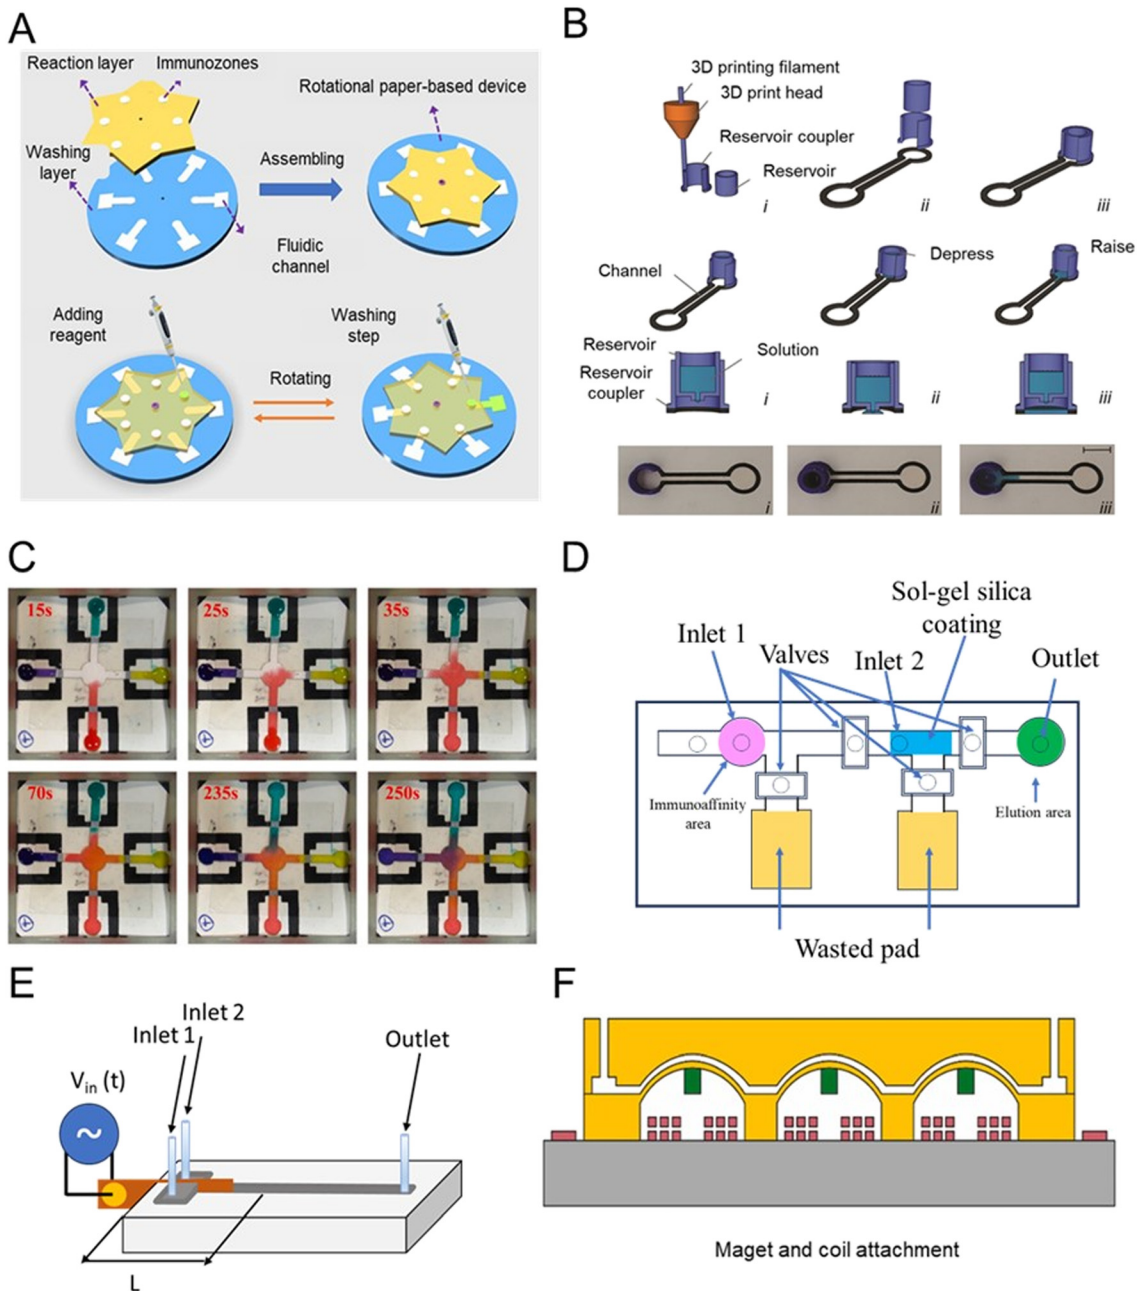 A
Reaction layer
Immunozones
Washing
layer
Assembling
Fluidic
channel
Rotational paper-based device
Adding
reagent
Rotating
Washing
step
B
3D printing filament
3D print head
Reservoir coupler
Reservoir
i
ii
iii
Channel
Depress
Raise
Reservoir
Reservoir
coupler
Solution
i
ii
iii
i
ii
iii
C
15s
25s
35s
70s
235s
250s
D
Sol-gel silica
coating
Inlet 1
Valves
Inlet 2
Outlet
Immunoaffinity
area
Elution area
Wasted pad
E
Inlet 2
Inlet 1
Outlet
Vin (t)
~
L
F
Maget and coil attachment